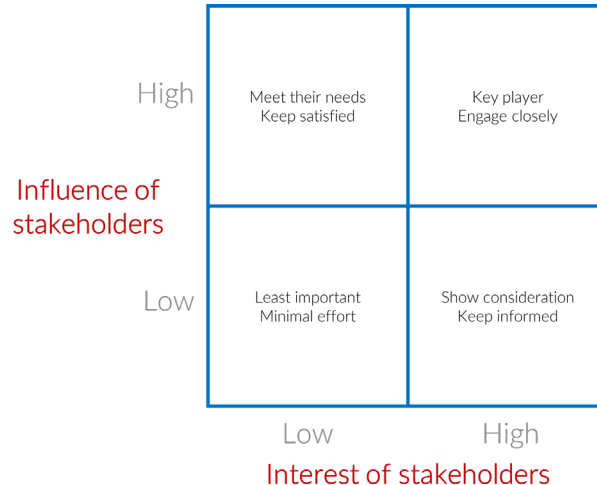 High
Meet their needs
Keep satisfied
Key player
Engage closely
Influence of
stakeholders
Low
Least important
Minimal effort
Show consideration
Keep informed
Low
High
Interest of stakeholders